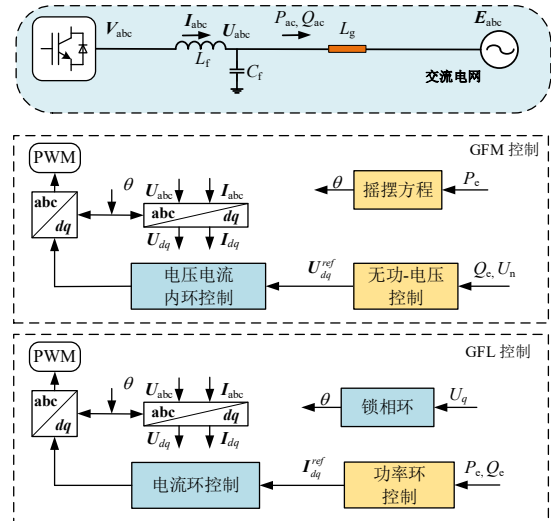 V_abc I_abc U_abc P_ac, Q_ac L_g E_abc
L_f C_f 交流电网
GFM 控制
PWM
θ U_abc I_abc θ 摇摆方程 P_e
abc
dq
abc
dq
U_dq I_dq
电压电流
内环控制
U_dq^ref
无功-电压
控制
Q_e, U_n
GFL 控制
PWM
θ U_abc I_abc θ 锁相环 U_q
abc
dq
abc
dq
U_dq I_dq
电流环控制
I_dq^ref
功率环
控制
P_e, Q_e